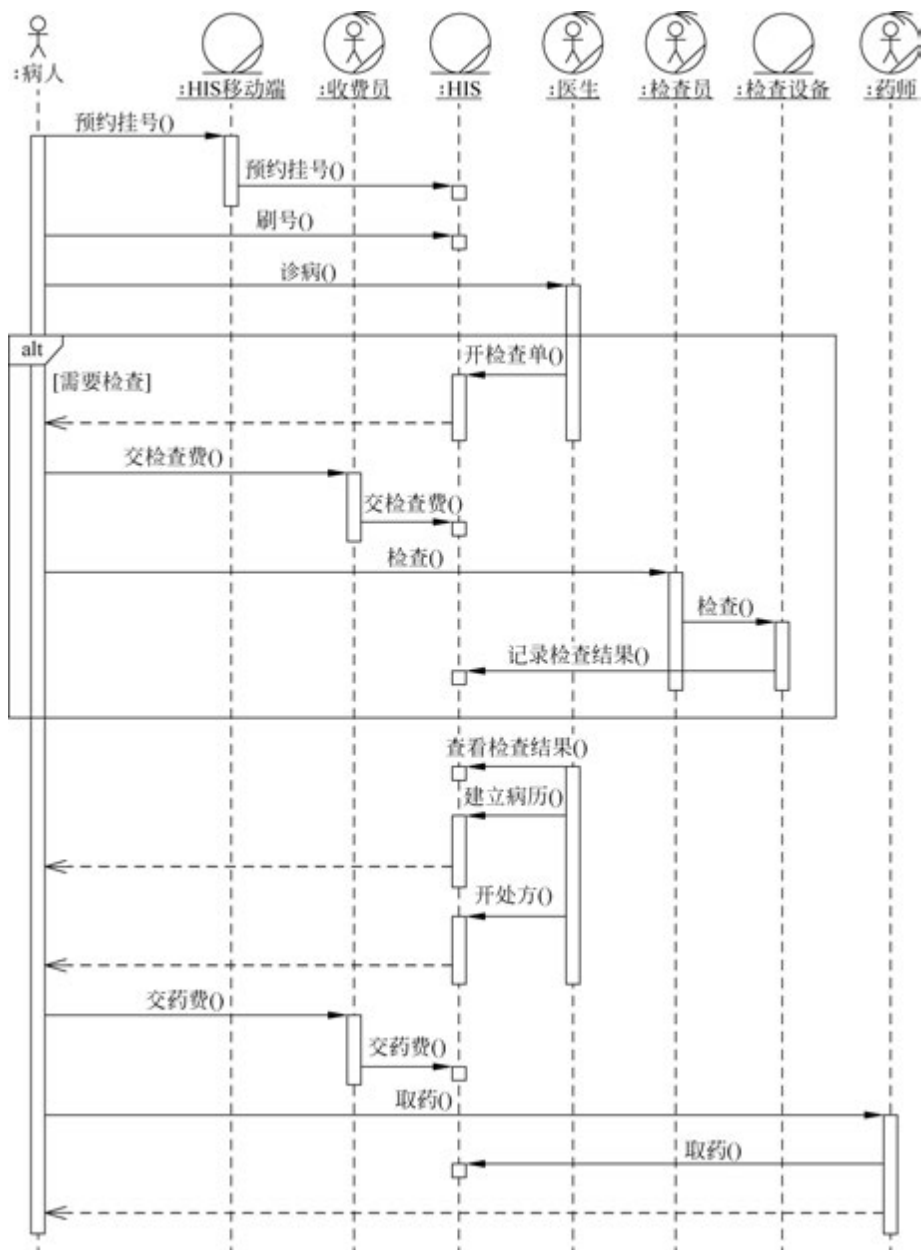 :病人
:HIS移动端
:收费员
:HIS
:医生
:检查员
:检查设备
:药师
预约挂号()
预约挂号()
刷号()
诊病()
alt
开检查单()
[需要检查]
交检查费()
交检查费()
检查()
检查()
记录检查结果()
查看检查结果()
建立病历()
开处方()
交药费()
交药费()
取药()
取药()